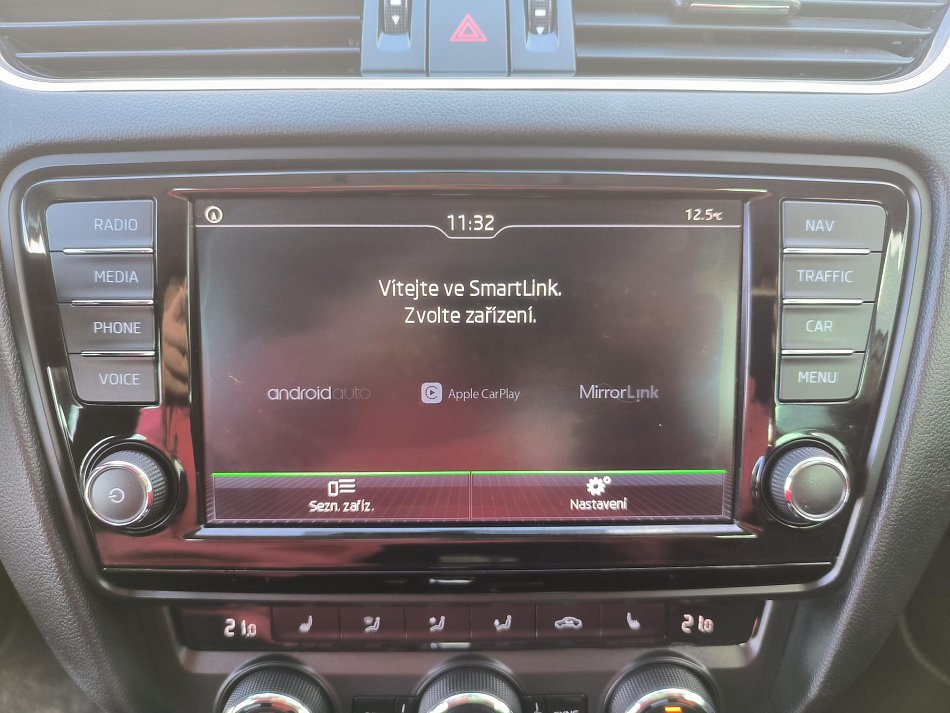 RADIO
MEDIA
PHONE
VOICE
11:32
12.5°C
Vítejte ve SmartLink.
Zvolte zařízení.
androidauto
Apple CarPlay
MirrorLink
Sezn. zaříz.
Nastavení
NAV
TRAFFIC
CAR
MENU
21.0
21.0